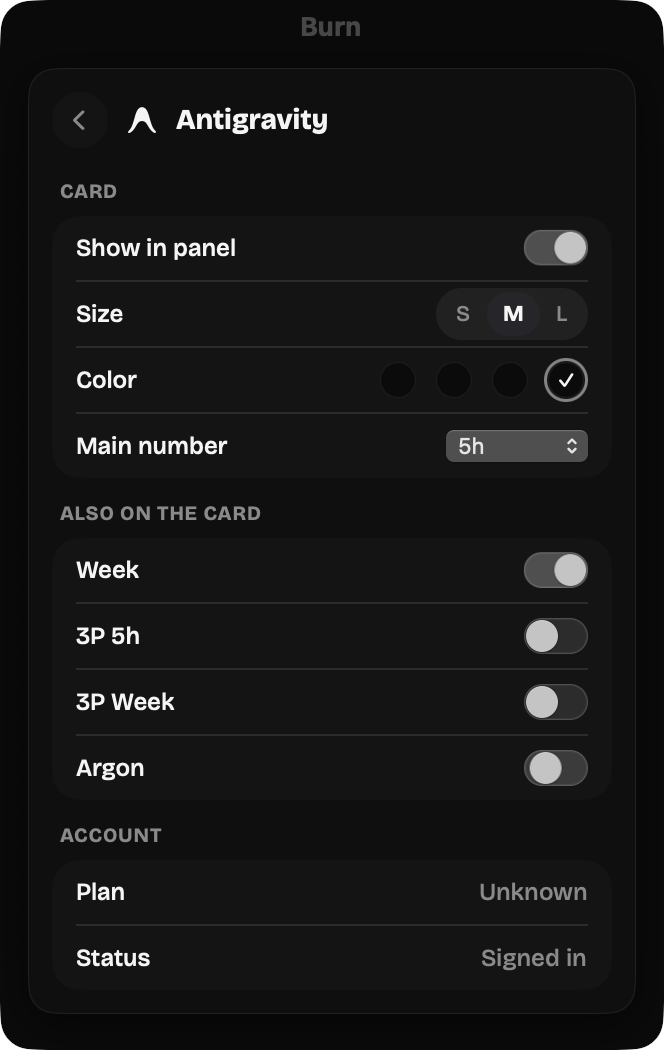 Burn
Antigravity
CARD
Show in panel
Size S M L
Color
Main number 5h
ALSO ON THE CARD
Week
3P 5h
3P Week
Argon
ACCOUNT
Plan Unknown
Status Signed in